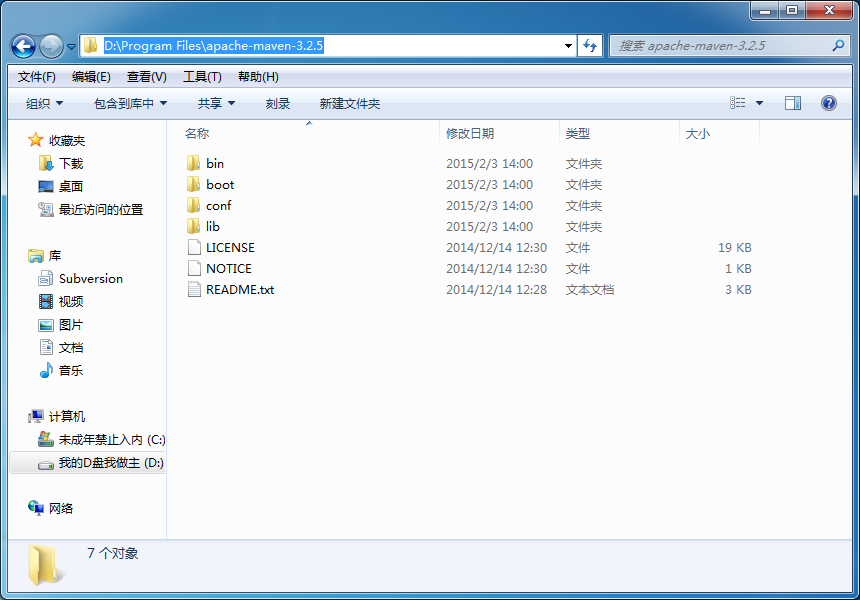 D:\Program Files\apache-maven-3.2.5
搜索 apache-maven-3.2.5
文件(F) 编辑(E) 查看(V) 工具(T) 帮助(H)
组织 包含到库中 共享 刻录 新建文件夹
收藏夹
下载
桌面
最近访问的位置
库
Subversion
视频
图片
文档
音乐
计算机
未成年禁止入内 (C:)
我的D盘我做主 (D:)
网络
名称 修改日期 类型 大小
bin 2015/2/3 14:00 文件夹
boot 2015/2/3 14:00 文件夹
conf 2015/2/3 14:00 文件夹
lib 2015/2/3 14:00 文件夹
LICENSE 2014/12/14 12:30 文件 19 KB
NOTICE 2014/12/14 12:30 文件 1 KB
README.txt 2014/12/14 12:28 文本文档 3 KB
7 个对象